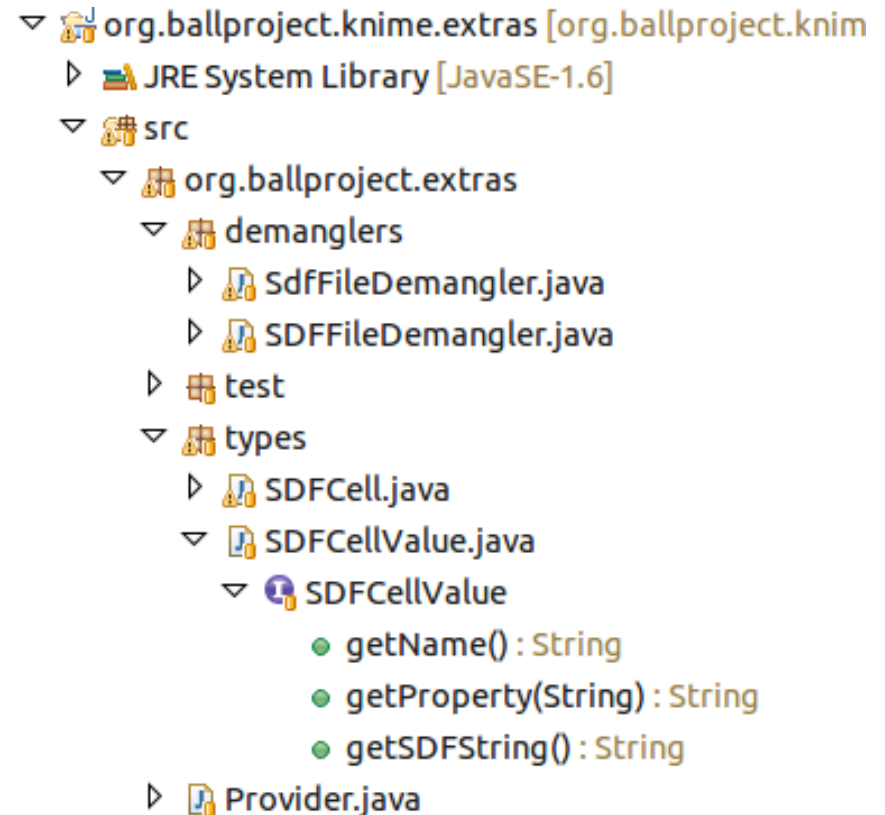 org.ballproject.knime.extras [org.ballproject.knim
JRE System Library [JavaSE-1.6]
src
org.ballproject.extras
demanglers
SdfFileDemangler.java
SDFFileDemangler.java
test
types
SDFCell.java
SDFCellValue.java
SDFCellValue
getName() : String
getProperty(String) : String
getSDFString() : String
Provider.java